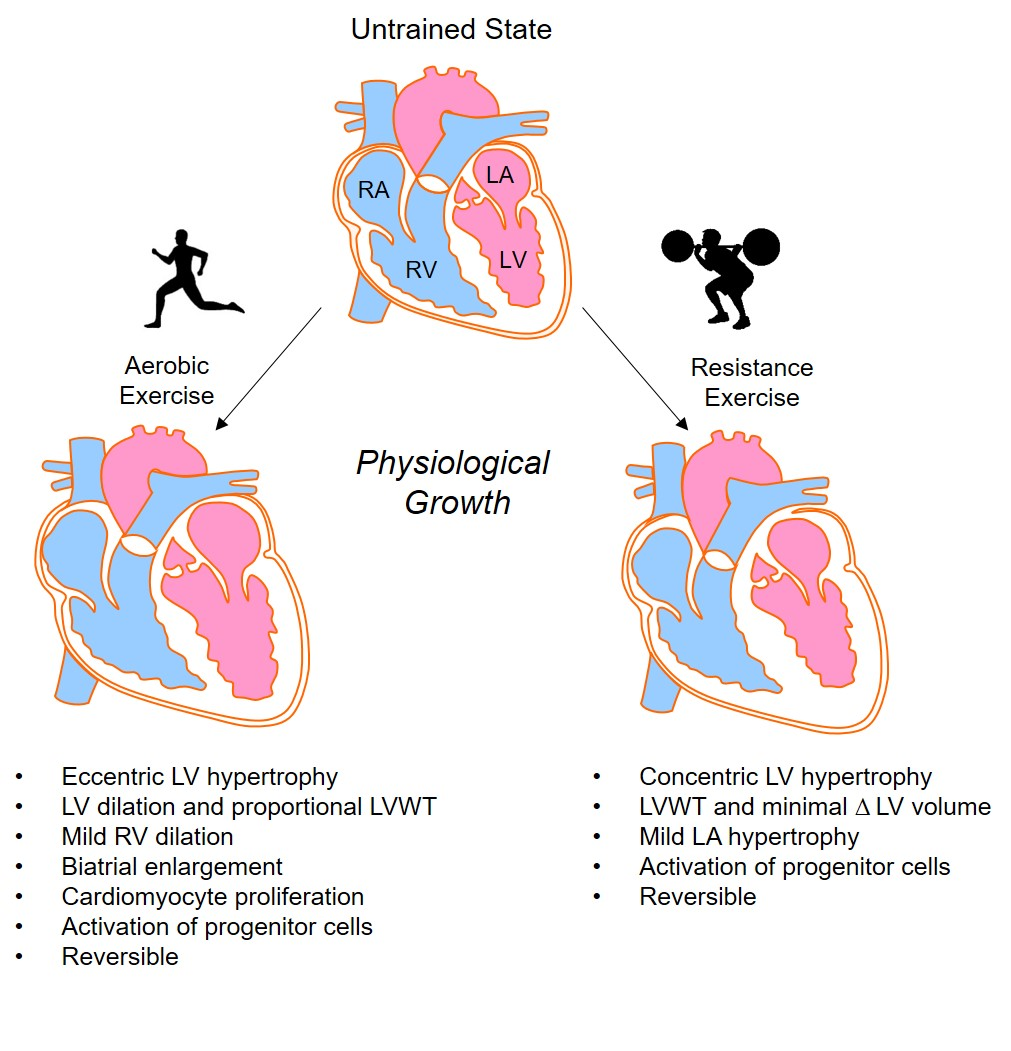 Untrained State
RA
LA
RV
LV
Aerobic
Exercise
Resistance
Exercise
Physiological
Growth
• Eccentric LV hypertrophy
• LV dilation and proportional LVWT
• Mild RV dilation
• Biatrial enlargement
• Cardiomyocyte proliferation
• Activation of progenitor cells
• Reversible
• Concentric LV hypertrophy
• LVWT and minimal Δ LV volume
• Mild LA hypertrophy
• Activation of progenitor cells
• Reversible